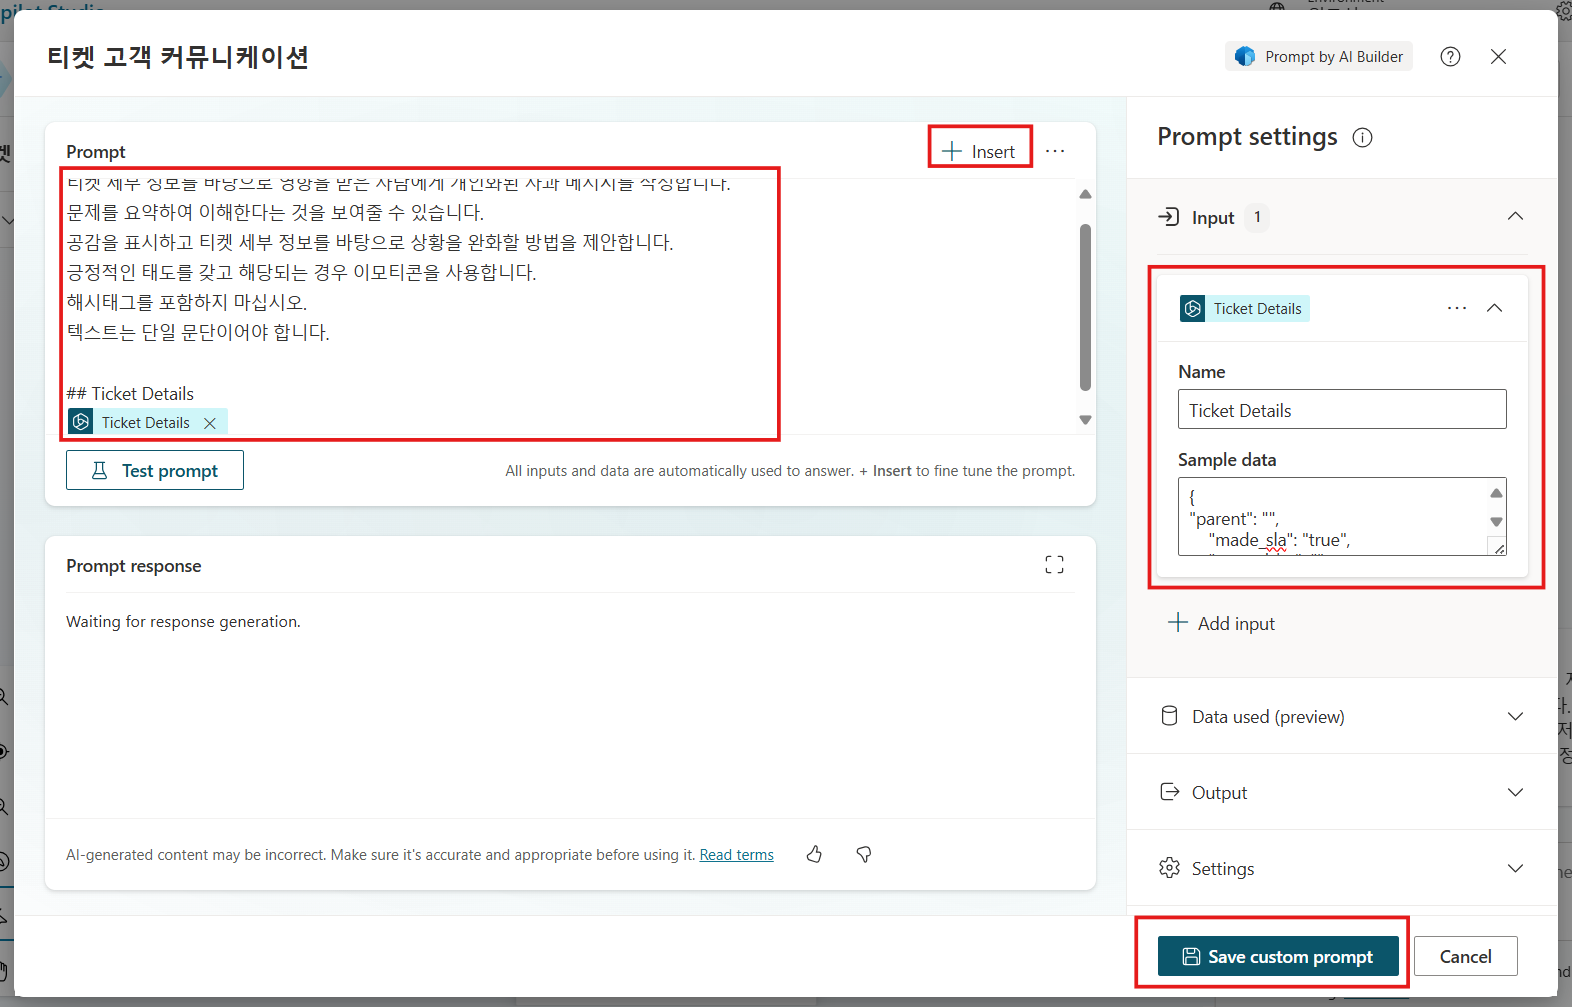 티켓 고객 커뮤니케이션
Prompt by AI Builder
Prompt
Insert
티켓 세부 정보를 바탕으로 영향을 받은 사람에게 개인화된 사과 메시지를 작성합니다.
문제를 요약하여 이해한다는 것을 보여줄 수 있습니다.
공감을 표시하고 티켓 세부 정보를 바탕으로 상황을 완화할 방법을 제안합니다.
긍정적인 태도를 갖고 해당되는 경우 이모티콘을 사용합니다.
해시태그를 포함하지 마십시오.
텍스트는 단일 문단이어야 합니다.
## Ticket Details
Ticket Details
Test prompt
All inputs and data are automatically used to answer. + Insert to fine tune the prompt.
Prompt response
Waiting for response generation.
AI-generated content may be incorrect. Make sure it's accurate and appropriate before using it. Read terms
Prompt settings
Input 1
Ticket Details
Name
Ticket Details
Sample data
{
"parent": "",
"made_sla": "true",
Add input
Data used (preview)
Output
Settings
Save custom prompt
Cancel